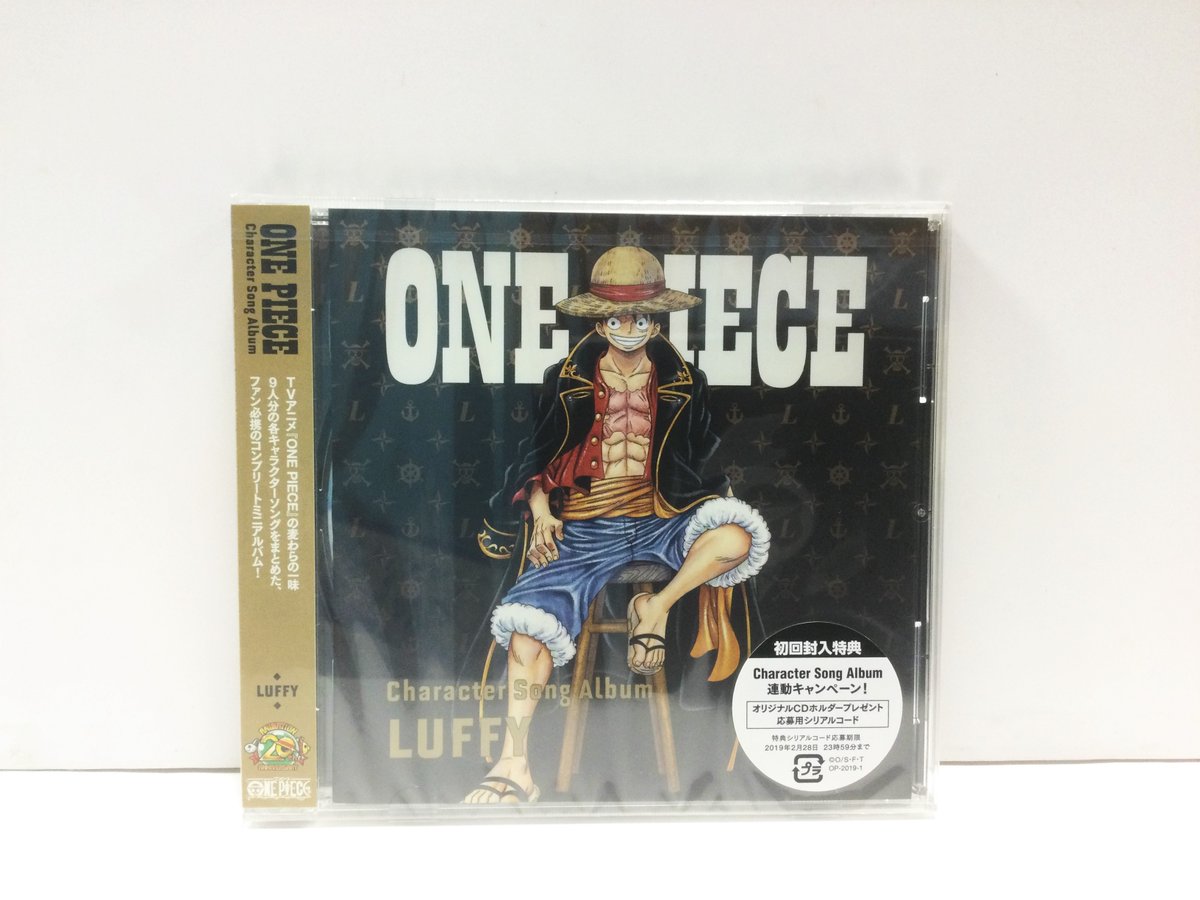 ONE PIECE
Character Song Album
TVアニメ『ONE PIECE』の麦わらの一味
9人分の各キャラクターソングをまとめた、
ファン必携のコンプリートミニアルバム！
LUFFY
20
ONE PIECE
ONE PIECE
Character Song Album
LUFFY
初回封入特典
Character Song Album
連動キャンペーン！
オリジナルCDホルダープレゼント
応募用シリアルコード
特典シリアルコード応募期限
2019年2月28日 23時59分まで
プラ
©O/S・F・T
OP-2019-1